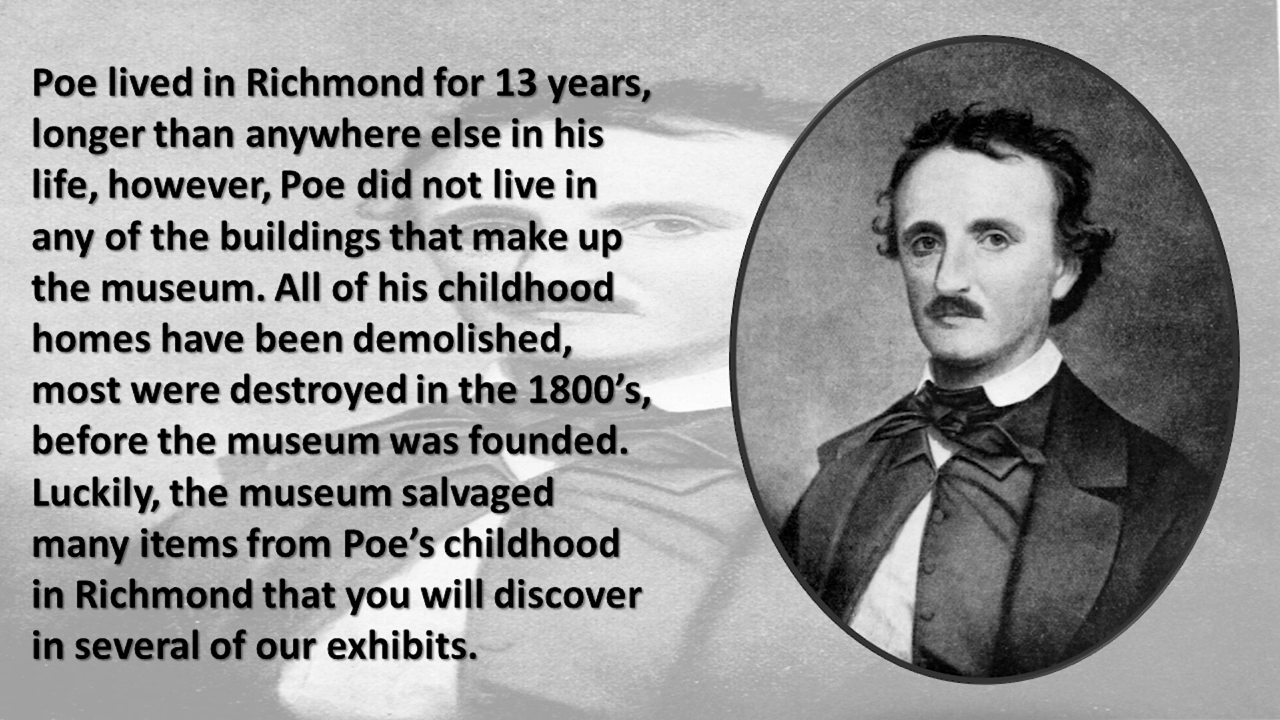 Poe lived in Richmond for 13 years,
longer than anywhere else in his
life, however, Poe did not live in
any of the buildings that make up
the museum. All of his childhood
homes have been demolished,
most were destroyed in the 1800’s,
before the museum was founded.
Luckily, the museum salvaged
many items from Poe’s childhood
in Richmond that you will discover
in several of our exhibits.